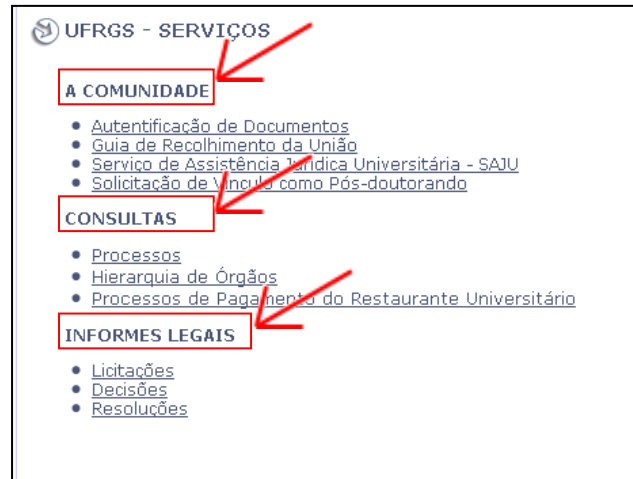 UFRGS - SERVIÇOS
A COMUNIDADE
Autentificação de Documentos
Guia de Recolhimento da União
Serviço de Assistência Jurídica Universitária - SAJU
Solicitação de Vínculo como Pós-doutorando
CONSULTAS
Processos
Hierarquia de Órgãos
Processos de Pagamento do Restaurante Universitário
INFORMES LEGAIS
Licitações
Decisões
Resoluções